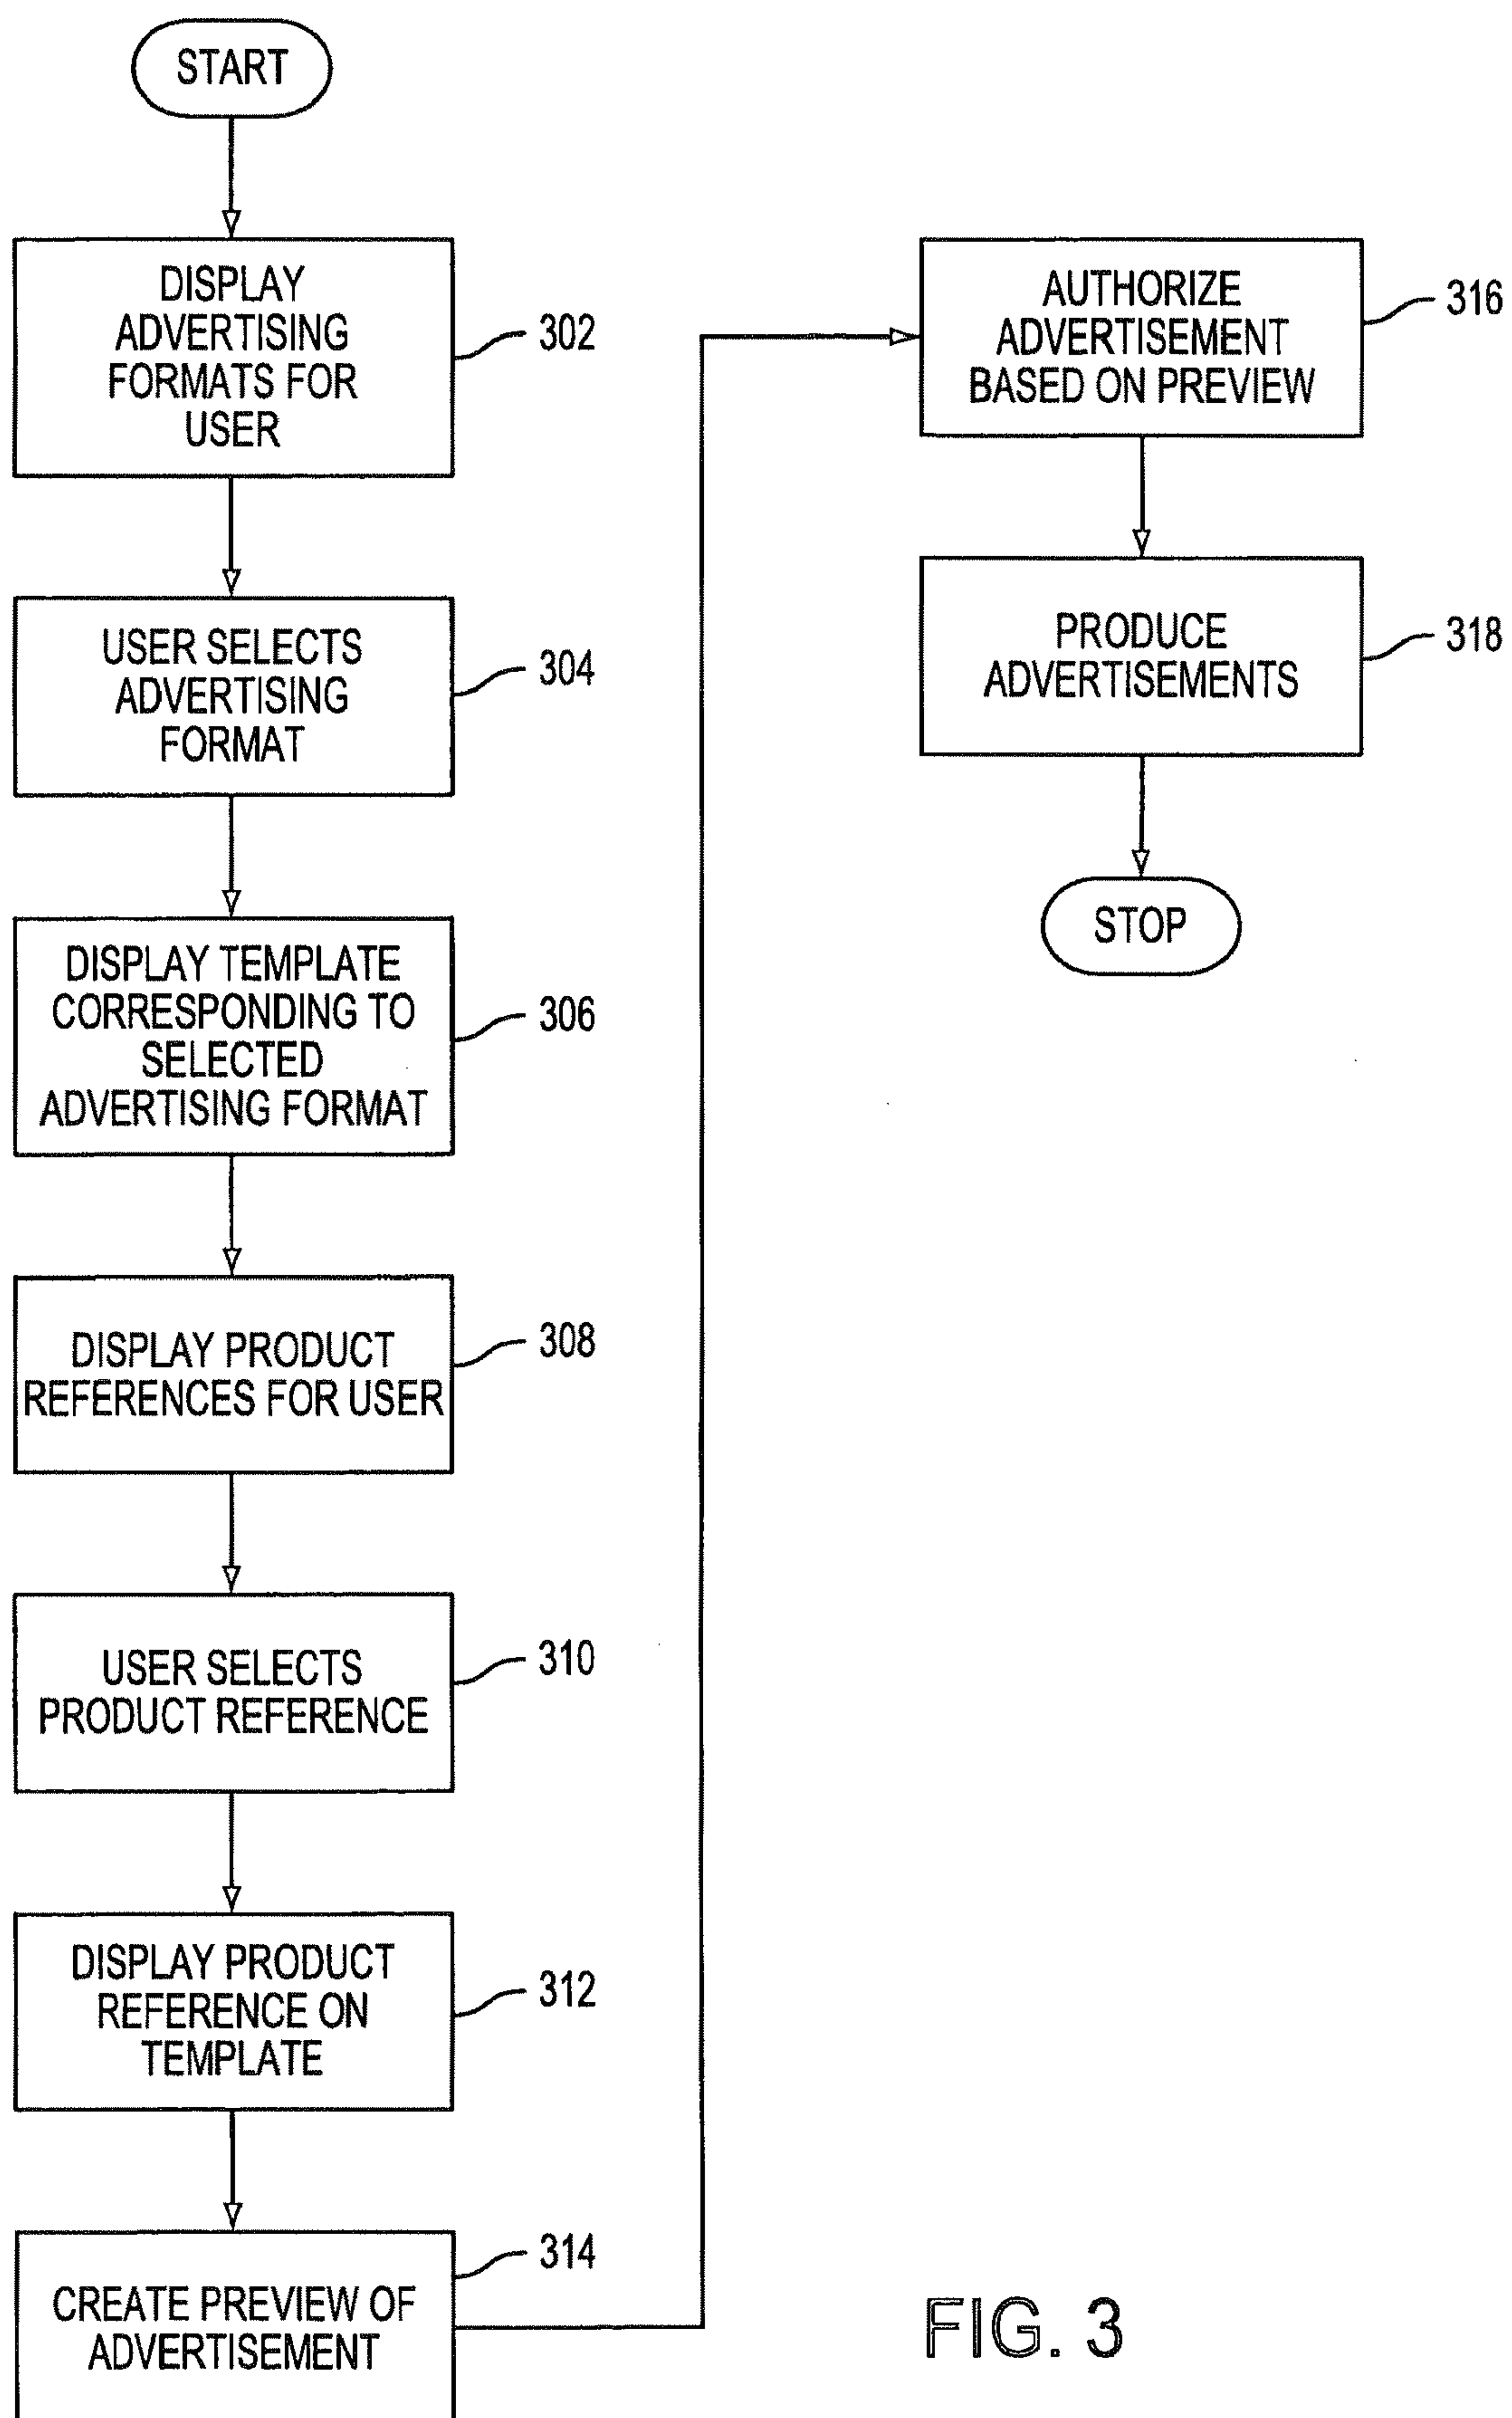 START
DISPLAY
ADVERTISING
FORMATS FOR
USER
302
USER SELECTS
ADVERTISING
FORMAT
304
DISPLAY TEMPLATE
CORRESPONDING TO
SELECTED
ADVERTISING FORMAT
306
DISPLAY PRODUCT
REFERENCES FOR USER
308
USER SELECTS
PRODUCT REFERENCE
310
DISPLAY PRODUCT
REFERENCE ON
TEMPLATE
312
CREATE PREVIEW OF
ADVERTISEMENT
314
AUTHORIZE
ADVERTISEMENT
BASED ON PREVIEW
316
PRODUCE
ADVERTISEMENTS
318
STOP
FIG. 3